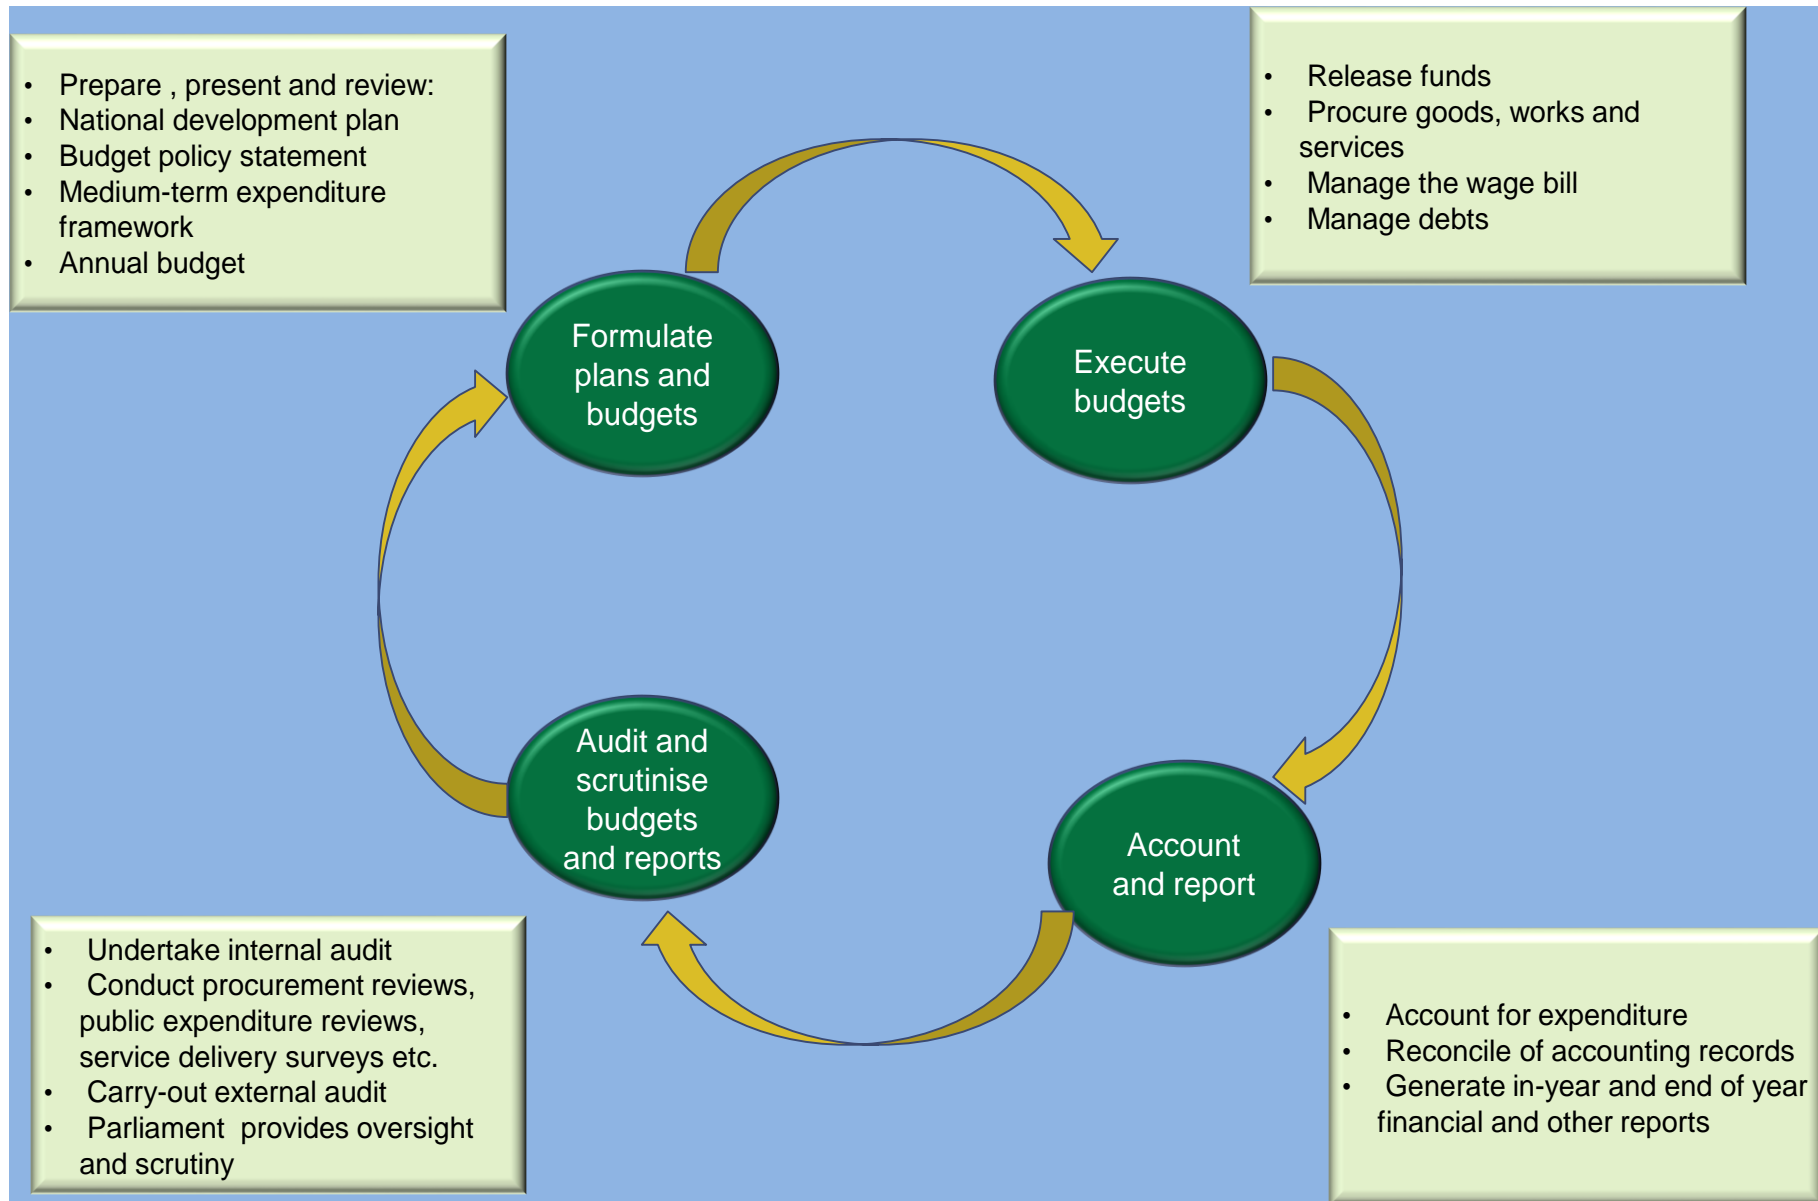 • Prepare , present and review:
• National development plan
• Budget policy statement
• Medium-term expenditure
framework
• Annual budget
• Release funds
• Procure goods, works and
services
• Manage the wage bill
• Manage debts
Formulate
plans and
budgets
Execute
budgets
Audit and
scrutinise
budgets
and reports
Account
and report
• Undertake internal audit
• Conduct procurement reviews,
public expenditure reviews,
service delivery surveys etc.
• Carry-out external audit
• Parliament provides oversight
and scrutiny
• Account for expenditure
• Reconcile of accounting records
• Generate in-year and end of year
financial and other reports